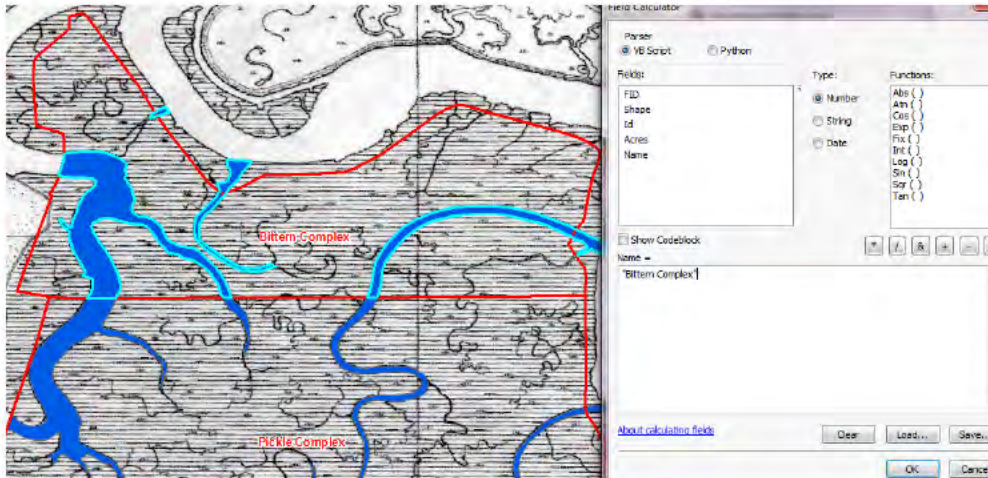 Field Calculator
Parser
VB Script
Python
Fields:
Type:
Functions:
FID
Shape
Id
Acres
Name
Number
String
Date
Abs ( )
Atn ( )
Cos ( )
Exp ( )
Fix ( )
Int ( )
Log ( )
Sin ( )
Sqr ( )
Tan ( )
Show Codeblock
* / & + -
Name =
"Bittern Complex"
About calculating fields
Clear
Load...
Save...
OK
Cance
Bittern Complex
Pickle Complex